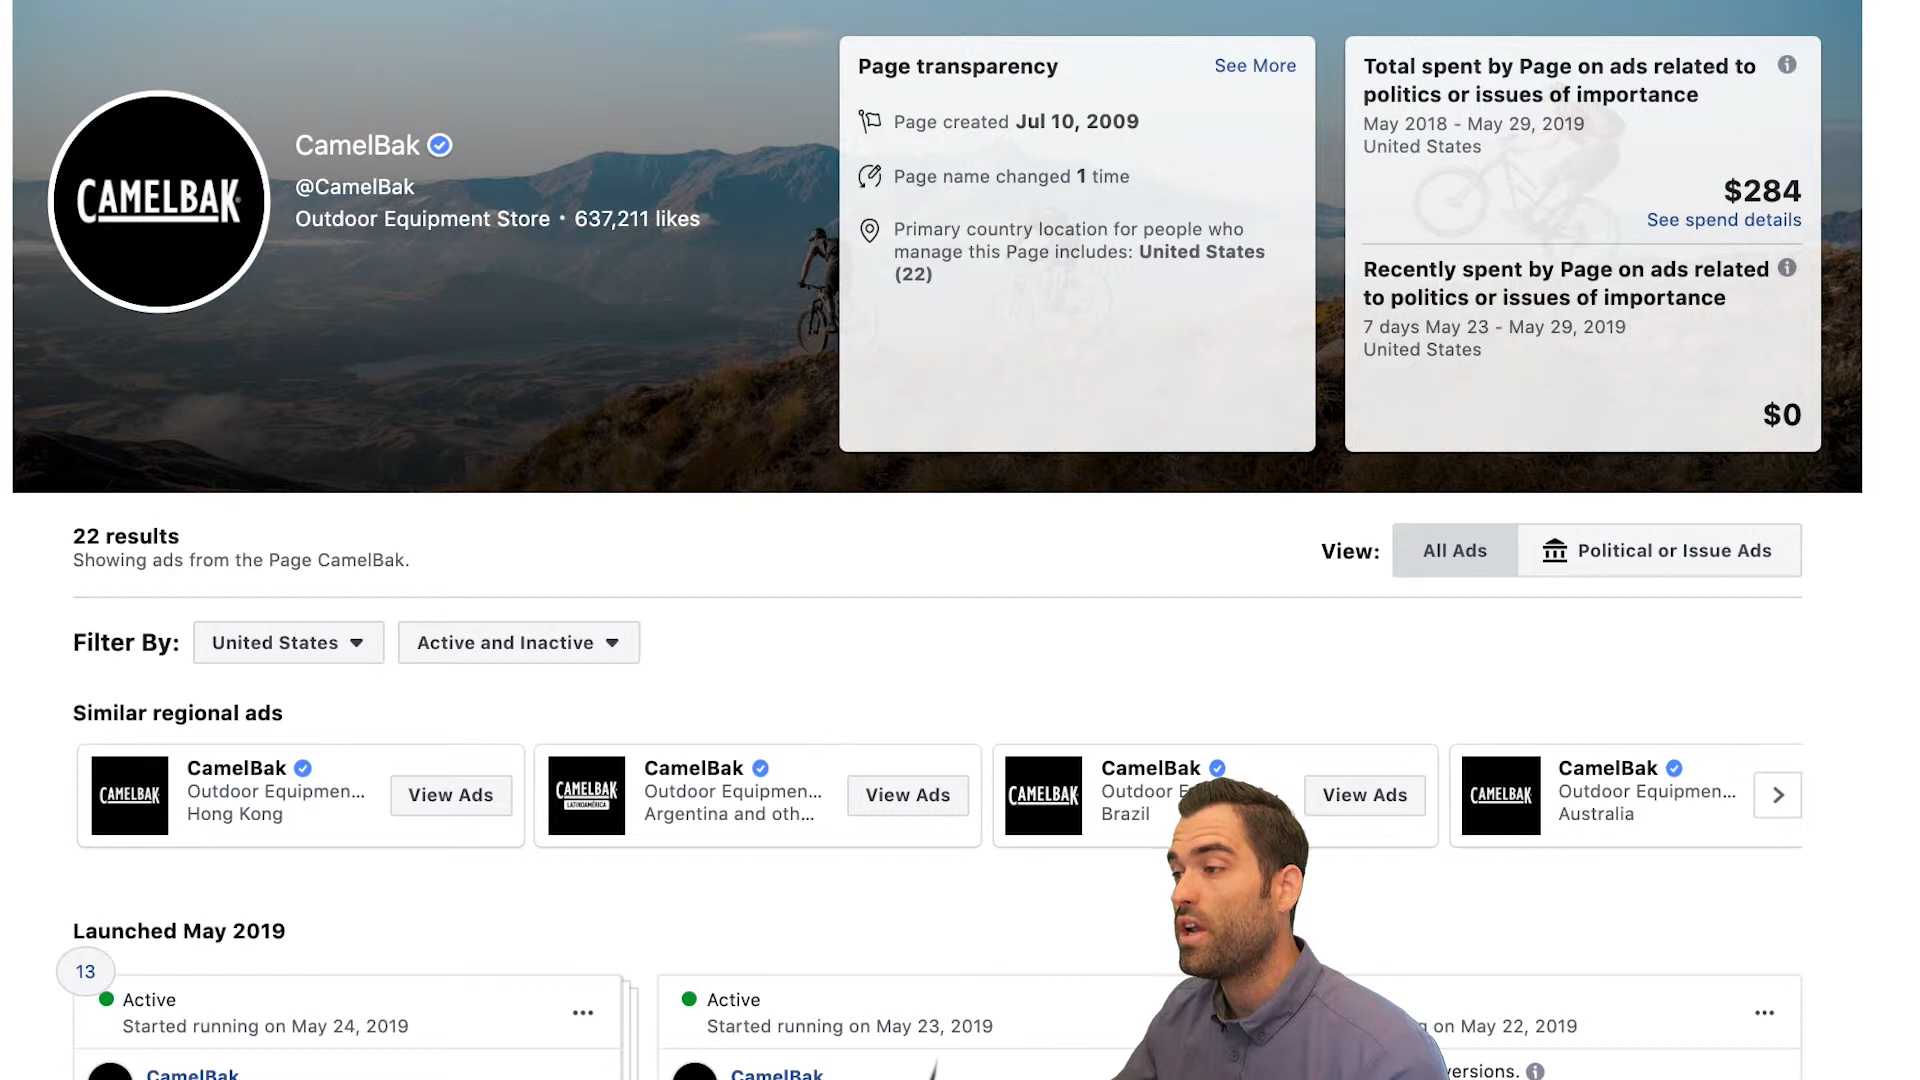 CAMELBAK
CamelBak
@CamelBak
Outdoor Equipment Store • 637,211 likes
Page transparency
See More
Page created Jul 10, 2009
Page name changed 1 time
Primary country location for people who
manage this Page includes: United States
(22)
Total spent by Page on ads related to
politics or issues of importance
May 2018 - May 29, 2019
United States
$284
See spend details
Recently spent by Page on ads related
to politics or issues of importance
7 days May 23 - May 29, 2019
United States
$0
22 results
Showing ads from the Page CamelBak.
View:
All Ads
Political or Issue Ads
Filter By:
United States
Active and Inactive
Similar regional ads
CAMELBAK
CamelBak
Outdoor Equipmen...
Hong Kong
View Ads
CAMELBAK
LATINOAMÉRICA
CamelBak
Outdoor Equipmen...
Argentina and oth...
View Ads
CAMELBAK
CamelBak
Outdoor
Brazil
View Ads
CAMELBAK
CamelBak
Outdoor Equipmen...
Australia
Launched May 2019
13
Active
Started running on May 24, 2019
CamelBak
Active
Started running on May 23, 2019
CamelBak
on May 22, 2019